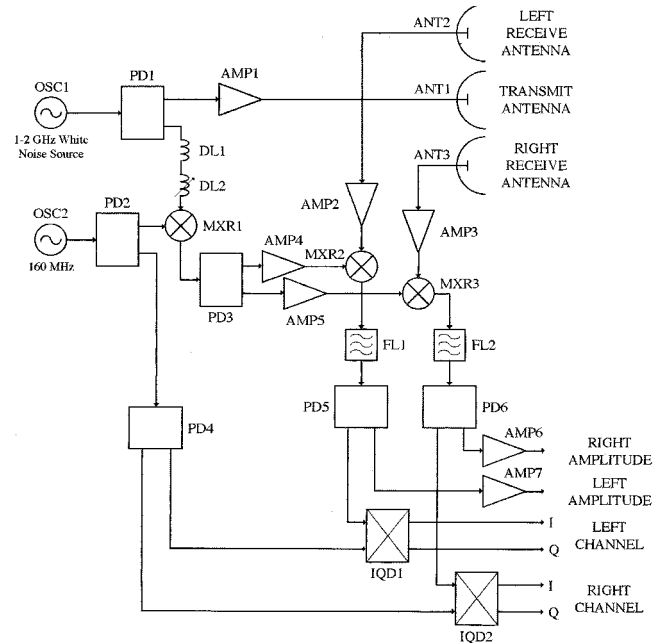 ANT2
LEFT
RECEIVE
ANTENNA
OSC1
PD1
AMP1
ANT1
TRANSMIT
ANTENNA
1-2 GHz White
Noise Source
DL1
DL2
ANT3
RIGHT
RECEIVE
ANTENNA
OSC2
PD2
MXR1
AMP2
AMP3
160 MHz
AMP4
MXR2
MXR3
PD3
AMP5
FL1
FL2
PD4
PD5
PD6
AMP6
RIGHT
AMPLITUDE
AMP7
LEFT
AMPLITUDE
I
LEFT
CHANNEL
Q
IQD1
I
RIGHT
CHANNEL
Q
IQD2